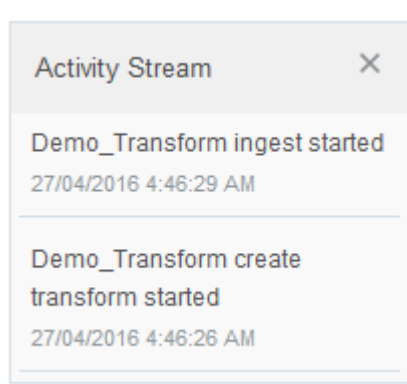 Activity Stream
Demo_Transform ingest started
27/04/2016 4:46:29 AM
Demo_Transform create
transform started
27/04/2016 4:46:26 AM